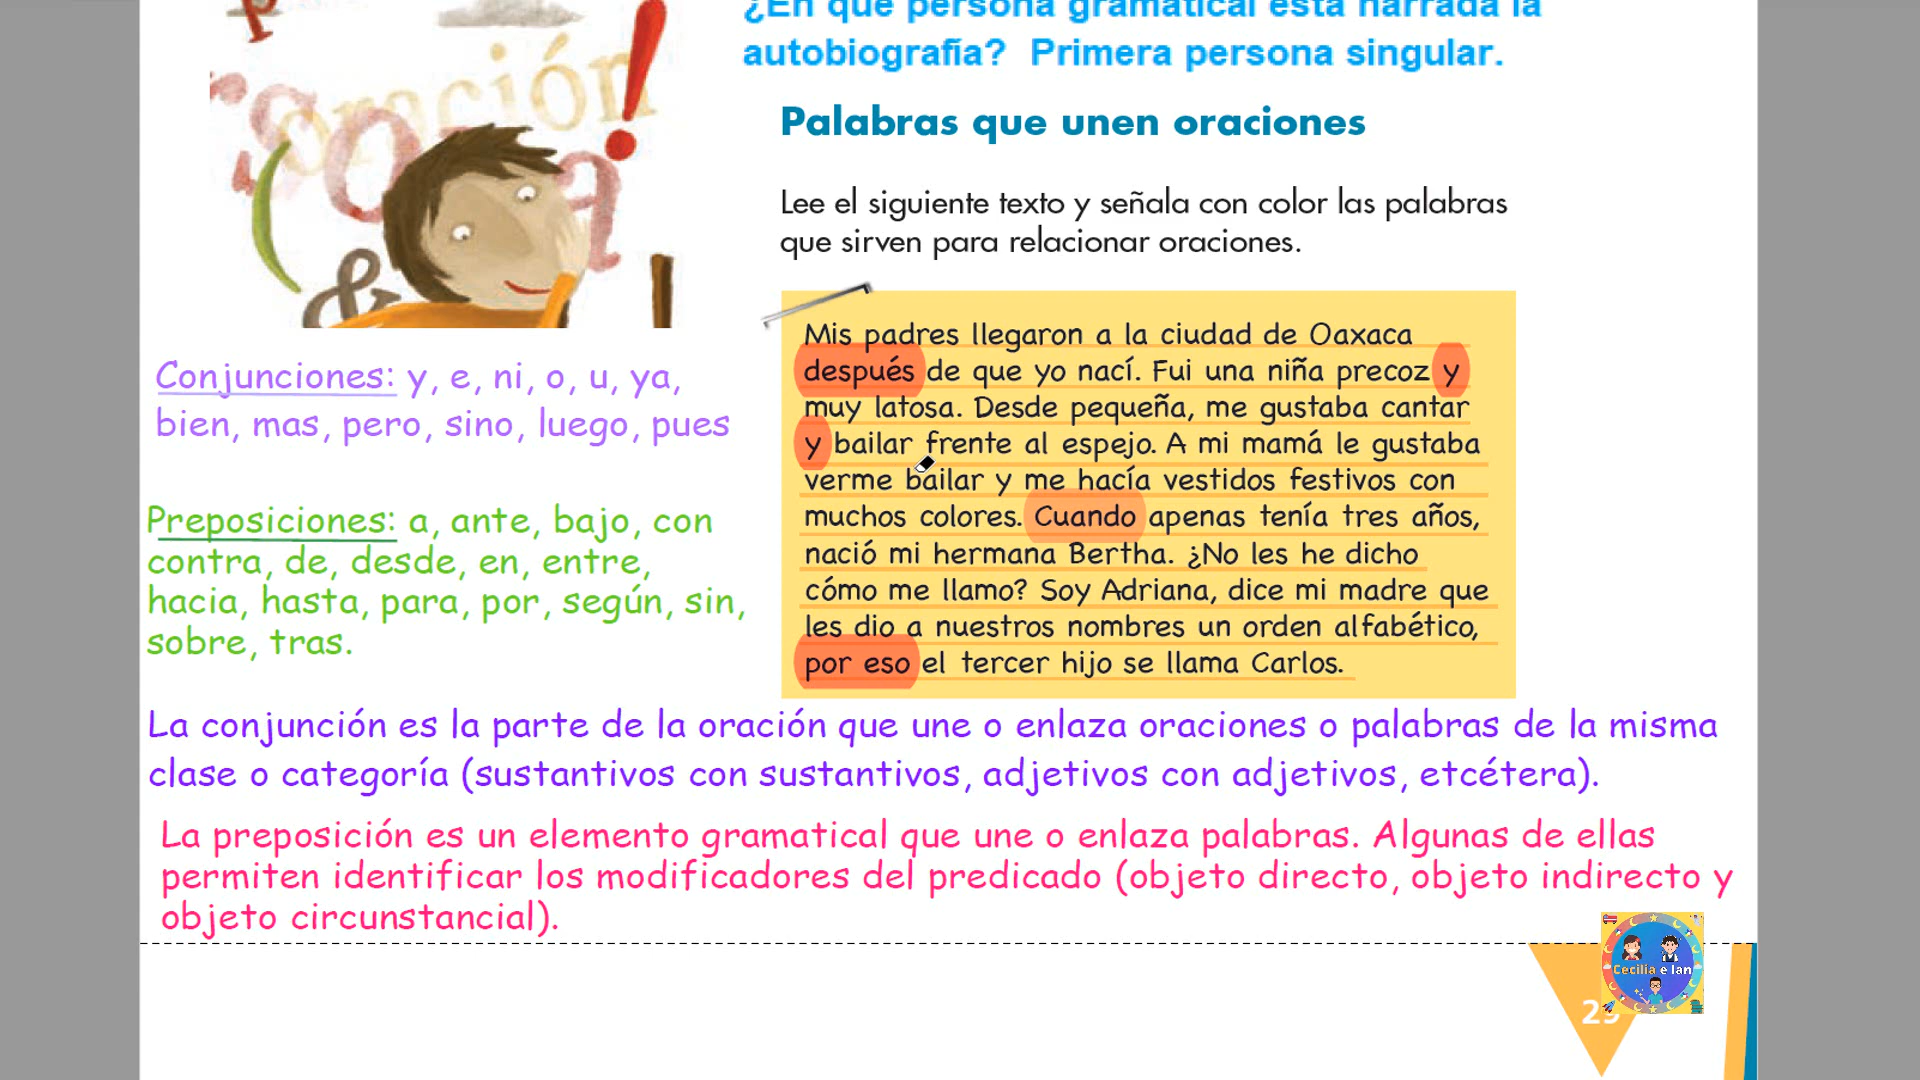 ¿En qué persona gramatical está narrada la
autobiografía? Primera persona singular.
oración
Palabras que unen oraciones
Lee el siguiente texto y señala con color las palabras
que sirven para relacionar oraciones.
Mis padres llegaron a la ciudad de Oaxaca
después de que yo nací. Fui una niña precoz y
muy latosa. Desde pequeña, me gustaba cantar
y bailar frente al espejo. A mi mamá le gustaba
verme bailar y me hacía vestidos festivos con
muchos colores. Cuando apenas tenía tres años,
nació mi hermana Bertha. ¿No les he dicho
cómo me llamo? Soy Adriana, dice mi madre que
les dio a nuestros nombres un orden alfabético,
por eso el tercer hijo se llama Carlos.
Conjunciones: y, e, ni, o, u, ya,
bien, mas, pero, sino, luego, pues
Preposiciones: a, ante, bajo, con
contra, de, desde, en, entre,
hacia, hasta, para, por, según, sin,
sobre, tras.
La conjunción es la parte de la oración que une o enlaza oraciones o palabras de la misma
clase o categoría (sustantivos con sustantivos, adjetivos con adjetivos, etcétera).
La preposición es un elemento gramatical que une o enlaza palabras. Algunas de ellas
permiten identificar los modificadores del predicado (objeto directo, objeto indirecto y
objeto circunstancial).
Cecilia e Ian